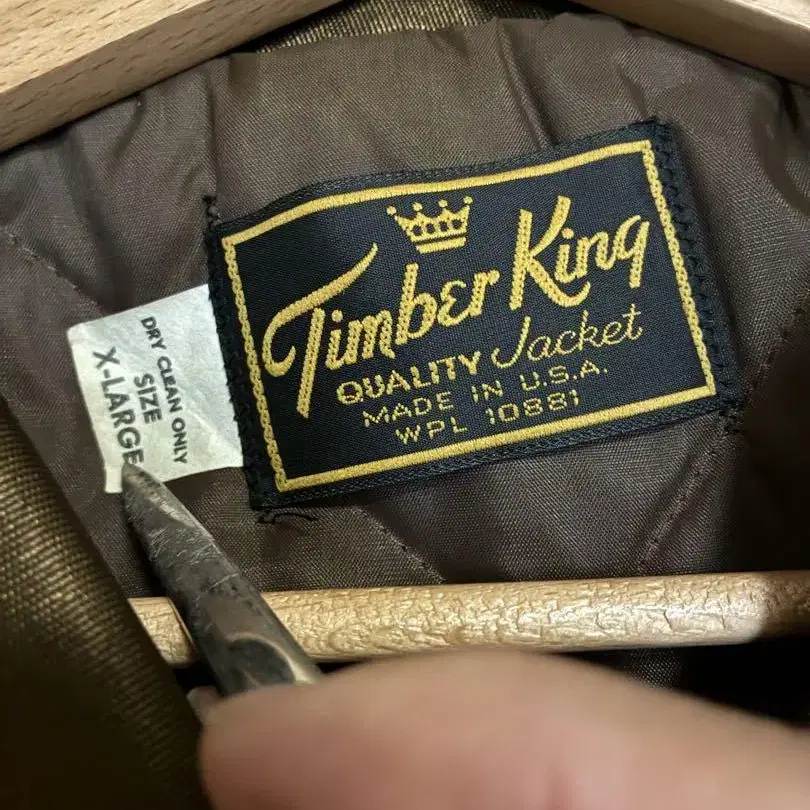 Timber King
QUALITY Jacket
MADE IN U.S.A.
WPL 10881
DRY CLEAN ONLY
SIZE
X-LARGE